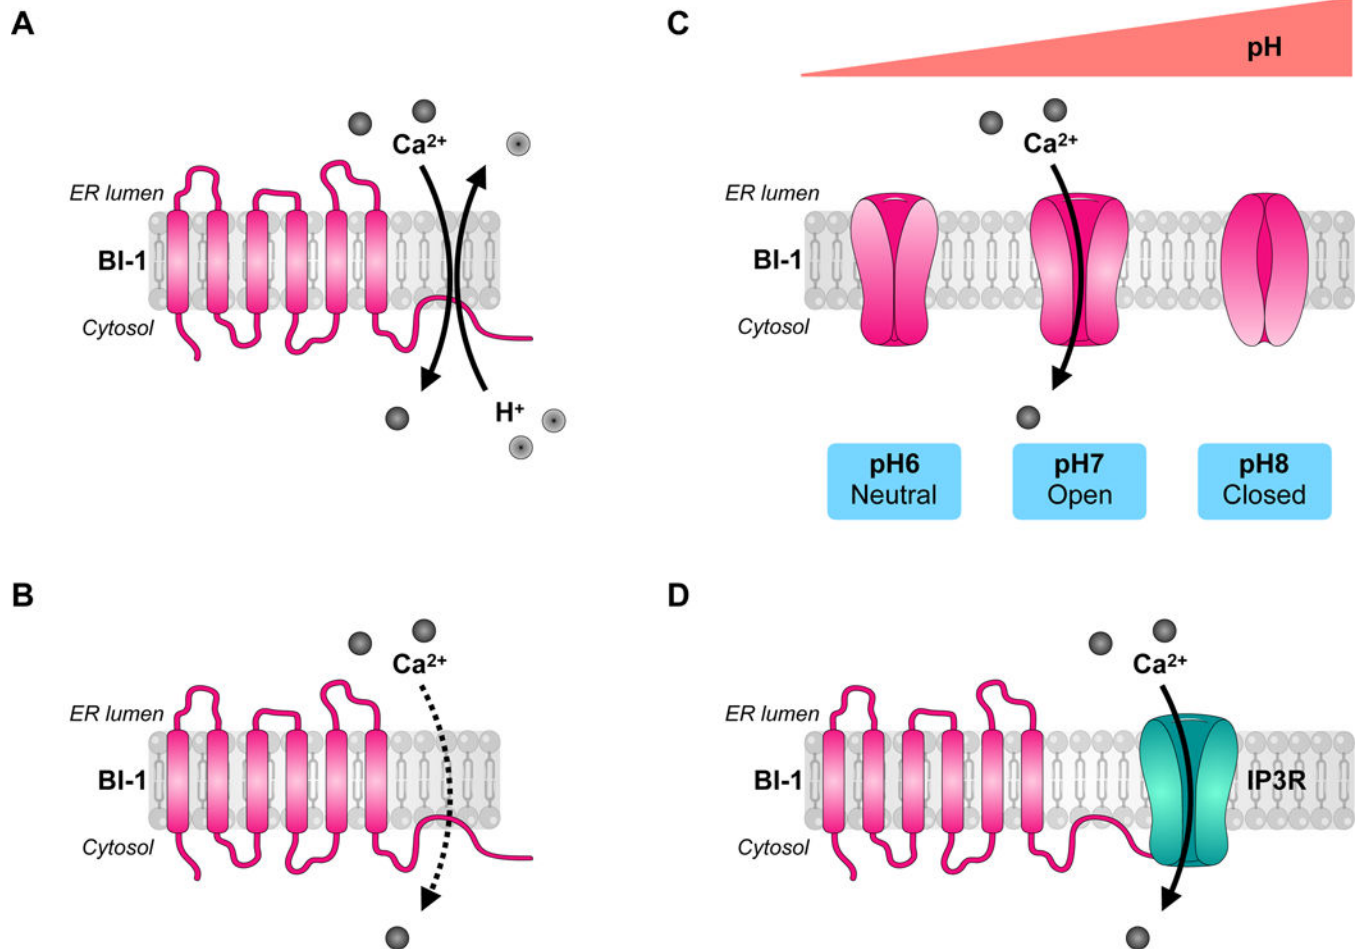 A
Ca²⁺
ER lumen
BI-1
Cytosol
H⁺
C
pH
Ca²⁺
ER lumen
BI-1
Cytosol
pH6
Neutral
pH7
Open
pH8
Closed
B
Ca²⁺
ER lumen
BI-1
Cytosol
D
Ca²⁺
ER lumen
BI-1
IP3R
Cytosol